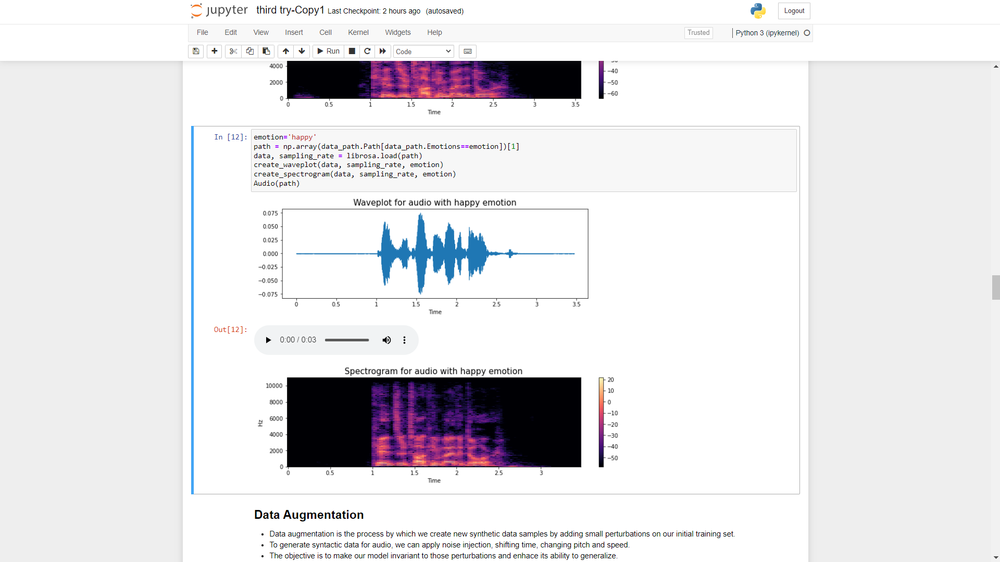 jupyter third try-Copy1 Last Checkpoint: 2 hours ago (autosaved)
Logout
File Edit View Insert Cell Kernel Widgets Help
Trusted
Python 3 (ipykernel)
Run
Code
4000
2000
0
0 0.5 1 1.5 2 2.5 3 3.5
Time
−40
−50
−60
In [12]:
emotion='happy'
path = np.array(data_path.Path[data_path.Emotions==emotion])[1]
data, sampling_rate = librosa.load(path)
create_waveplot(data, sampling_rate, emotion)
create_spectrogram(data, sampling_rate, emotion)
Audio(path)
Waveplot for audio with happy emotion
0.075
0.050
0.025
0.000
−0.025
−0.050
−0.075
0 0.5 1 1.5 2 2.5 3 3.5
Time
Out[12]:
0:00 / 0:03
Spectrogram for audio with happy emotion
10000
8000
6000
4000
2000
0
Hz
0 0.5 1 1.5 2 2.5 3
Time
20
10
0
−10
−20
−30
−40
−50
Data Augmentation
• Data augmentation is the process by which we create new synthetic data samples by adding small perturbations on our initial training set.
• To generate syntactic data for audio, we can apply noise injection, shifting time, changing pitch and speed.
• The objective is to make our model invariant to those perturbations and enhace its ability to generalize.